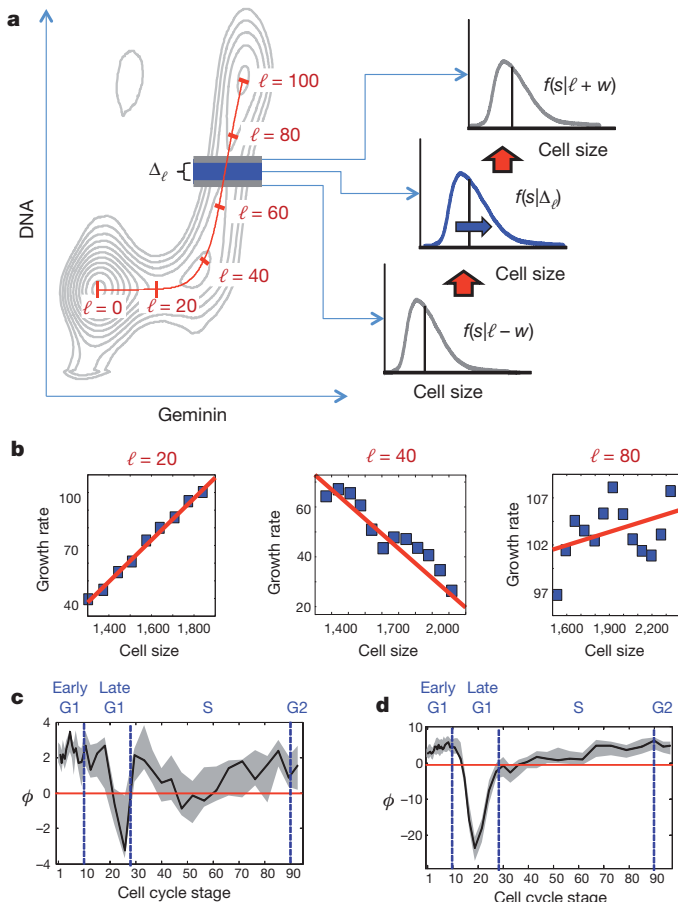 a
DNA
Geminin
Δℓ
ℓ = 0
ℓ = 20
ℓ = 40
ℓ = 60
ℓ = 80
ℓ = 100
f(s|ℓ + w)
Cell size
f(s|Δℓ)
Cell size
f(s|ℓ – w)
Cell size
b
ℓ = 20
Growth rate
100
70
40
1,400 1,600 1,800
Cell size
ℓ = 40
Growth rate
60
40
20
1,400 1,700 2,000
Cell size
ℓ = 80
Growth rate
107
102
97
1,600 1,900 2,200
Cell size
c
Early G1
Late G1
S
G2
ϕ
4
2
0
−2
−4
1 10 20 30 40 50 60 70 80 90
Cell cycle stage
d
Early G1
Late G1
S
G2
ϕ
10
0
−10
−20
1 10 20 30 40 50 60 70 80 90
Cell cycle stage